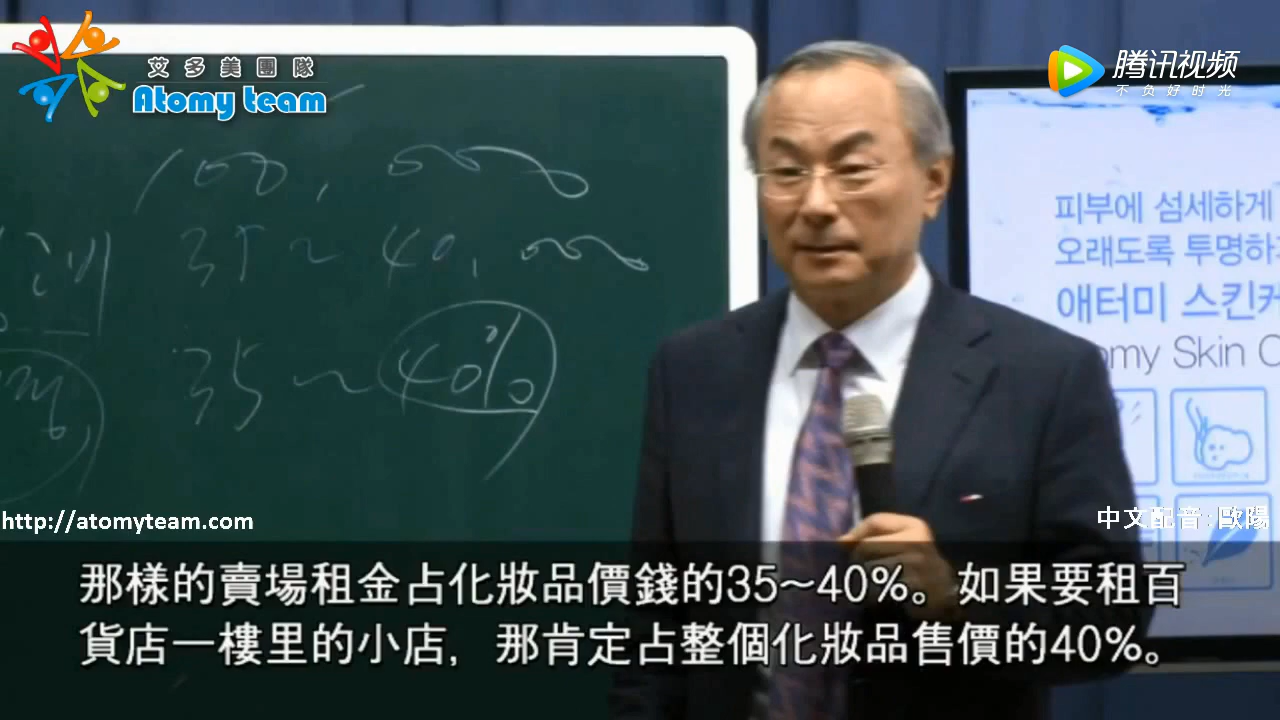 艾多美團隊
Atomy team
腾讯视频
不负好时光
100,
35~40,
35~40%
피부에 섬세하게
오래도록 투명하
애터미 스킨케
omy Skin C
http://atomyteam.com
中文配音:歐陽
那樣的賣場租金占化妝品價錢的35~40%。如果要租百
貨店一樓里的小店，那肯定占整個化妝品售價的40%。